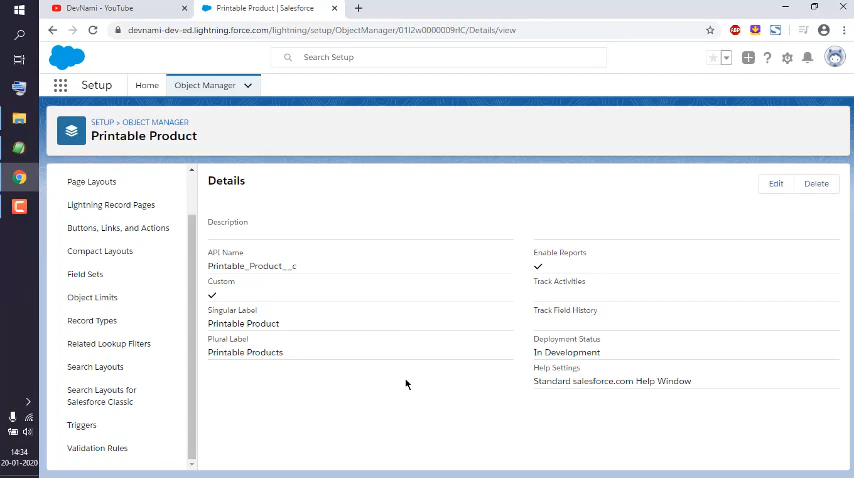 DevNami - YouTube
Printable Product | Salesforce
devnami-dev-ed.lightning.force.com/lightning/setup/ObjectManager/01I2w0000009rIC/Details/view
Search Setup
Setup
Home
Object Manager
SETUP > OBJECT MANAGER
Printable Product
Page Layouts
Lightning Record Pages
Buttons, Links, and Actions
Compact Layouts
Field Sets
Object Limits
Record Types
Related Lookup Filters
Search Layouts
Search Layouts for
Salesforce Classic
Triggers
Validation Rules
Details
Edit
Delete
Description
API Name
Printable_Product__c
Custom
Singular Label
Printable Product
Plural Label
Printable Products
Enable Reports
Track Activities
Track Field History
Deployment Status
In Development
Help Settings
Standard salesforce.com Help Window
14:34
20-01-2020